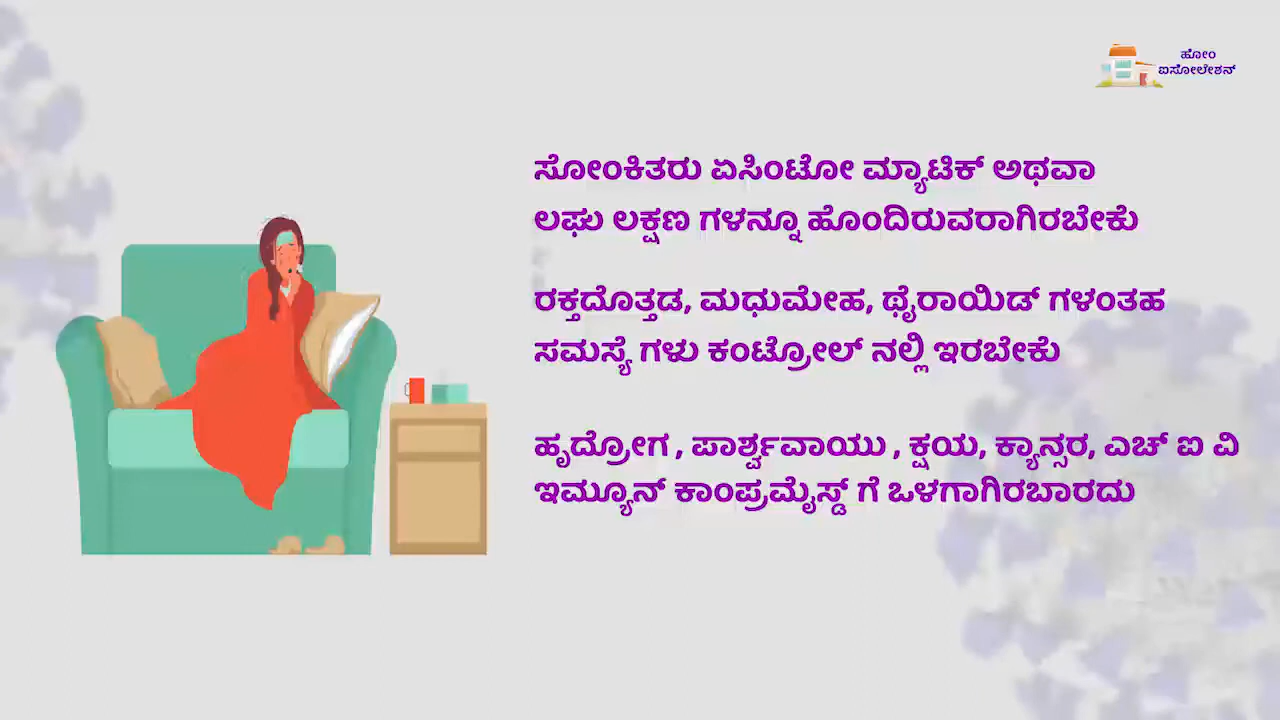 ಹೋಂ
ಐಸೋಲೇಶನ್
ಸೋಂಕಿತರು ಏಸಿಂಟೋ ಮ್ಯಾಟಿಕ್ ಅಥವಾ
ಲಘು ಲಕ್ಷಣ ಗಳನ್ನೂ ಹೊಂದಿರುವರಾಗಿರಬೇಕು
ರಕ್ತದೊತ್ತಡ, ಮಧುಮೇಹ, ಥೈರಾಯಿಡ್ ಗಳಂತಹ
ಸಮಸ್ಯೆ ಗಳು ಕಂಟ್ರೋಲ್ ನಲ್ಲಿ ಇರಬೇಕು
ಹೃದ್ರೋಗ , ಪಾರ್ಶ್ವವಾಯು , ಕ್ಷಯ, ಕ್ಯಾನ್ಸರ, ಎಚ್ ಐ ವಿ
ಇಮ್ಯೂನ್ ಕಾಂಪ್ರಮೈಸ್ಡ್ ಗೆ ಒಳಗಾಗಿರಬಾರದು